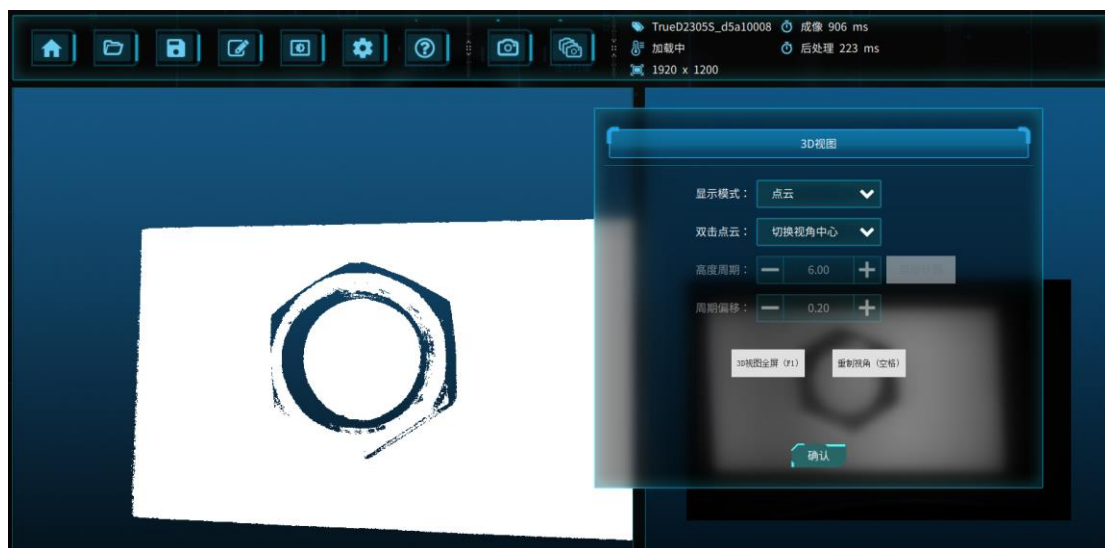 TrueD2305S_d5a10008 成像 906 ms
加载中 后处理 223 ms
1920 x 1200
3D视图
显示模式： 点云
双击点云： 切换视角中心
高度周期： 6.00
周期偏移： 0.20
3D视图全屏（F1） 重制视角（空格）
确认